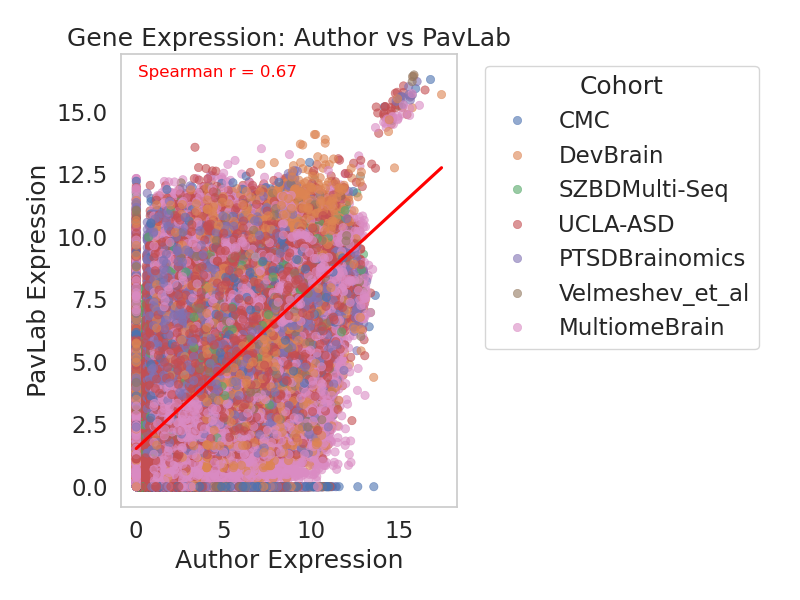 Gene Expression: Author vs PavLab
Spearman r = 0.67
PavLab Expression
15.0
12.5
10.0
7.5
5.0
2.5
0.0
0
5
10
15
Author Expression
Cohort
CMC
DevBrain
SZBDMulti-Seq
UCLA-ASD
PTSDBrainomics
Velmeshev_et_al
MultiomeBrain